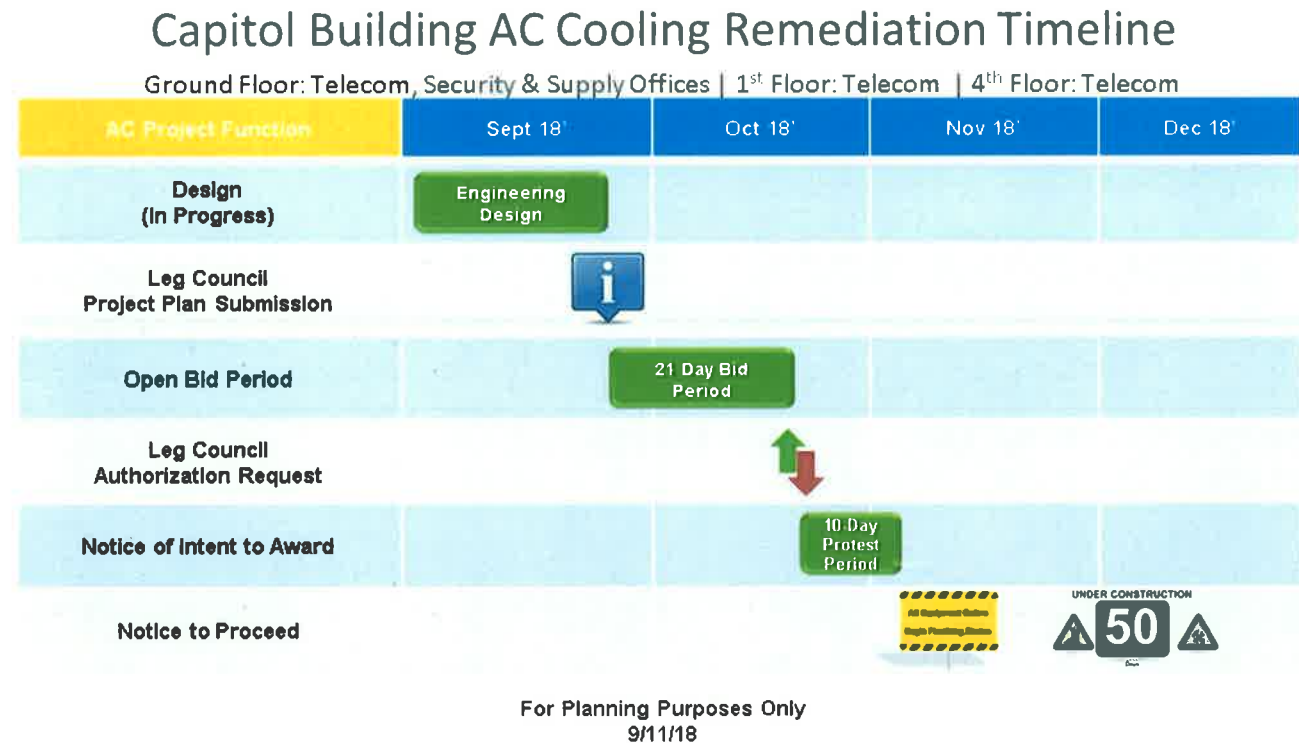 Capitol Building AC Cooling Remediation Timeline
Ground Floor: Telecom, Security & Supply Offices | 1st Floor: Telecom | 4th Floor: Telecom
AC Project Function Sept 18' Oct 18' Nov 18' Dec 18'
Design
(In Progress)
Engineering
Design
Leg Council
Project Plan Submission
i
Open Bid Period
21 Day Bid
Period
Leg Council
Authorization Request
Notice of Intent to Award
10-Day
Protest
Period
Notice to Proceed
UNDER CONSTRUCTION
50
For Planning Purposes Only
9/11/18